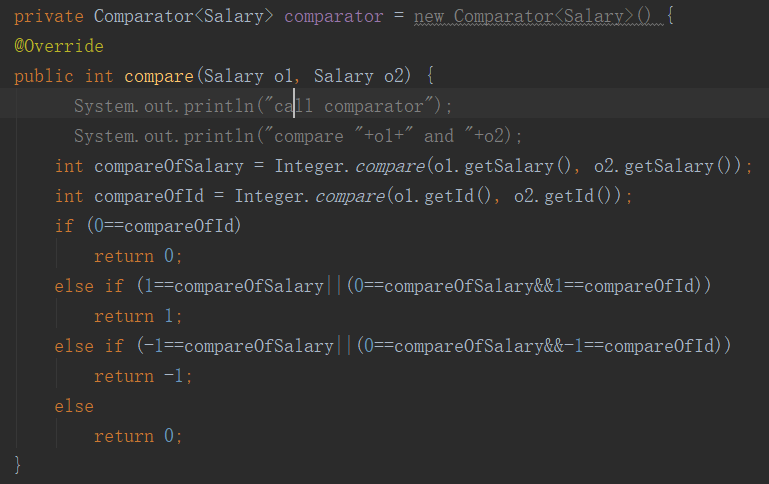 private Comparator<Salary> comparator = new Comparator<Salary>() {
@Override
public int compare(Salary o1, Salary o2) {
System.out.println("call comparator");
System.out.println("compare "+o1+" and "+o2);
int compareOfSalary = Integer.compare(o1.getSalary(), o2.getSalary());
int compareOfId = Integer.compare(o1.getId(), o2.getId());
if (0==compareOfId)
return 0;
else if (1==compareOfSalary||(0==compareOfSalary&&1==compareOfId))
return 1;
else if (-1==compareOfSalary||(0==compareOfSalary&&-1==compareOfId))
return -1;
else
return 0;
}